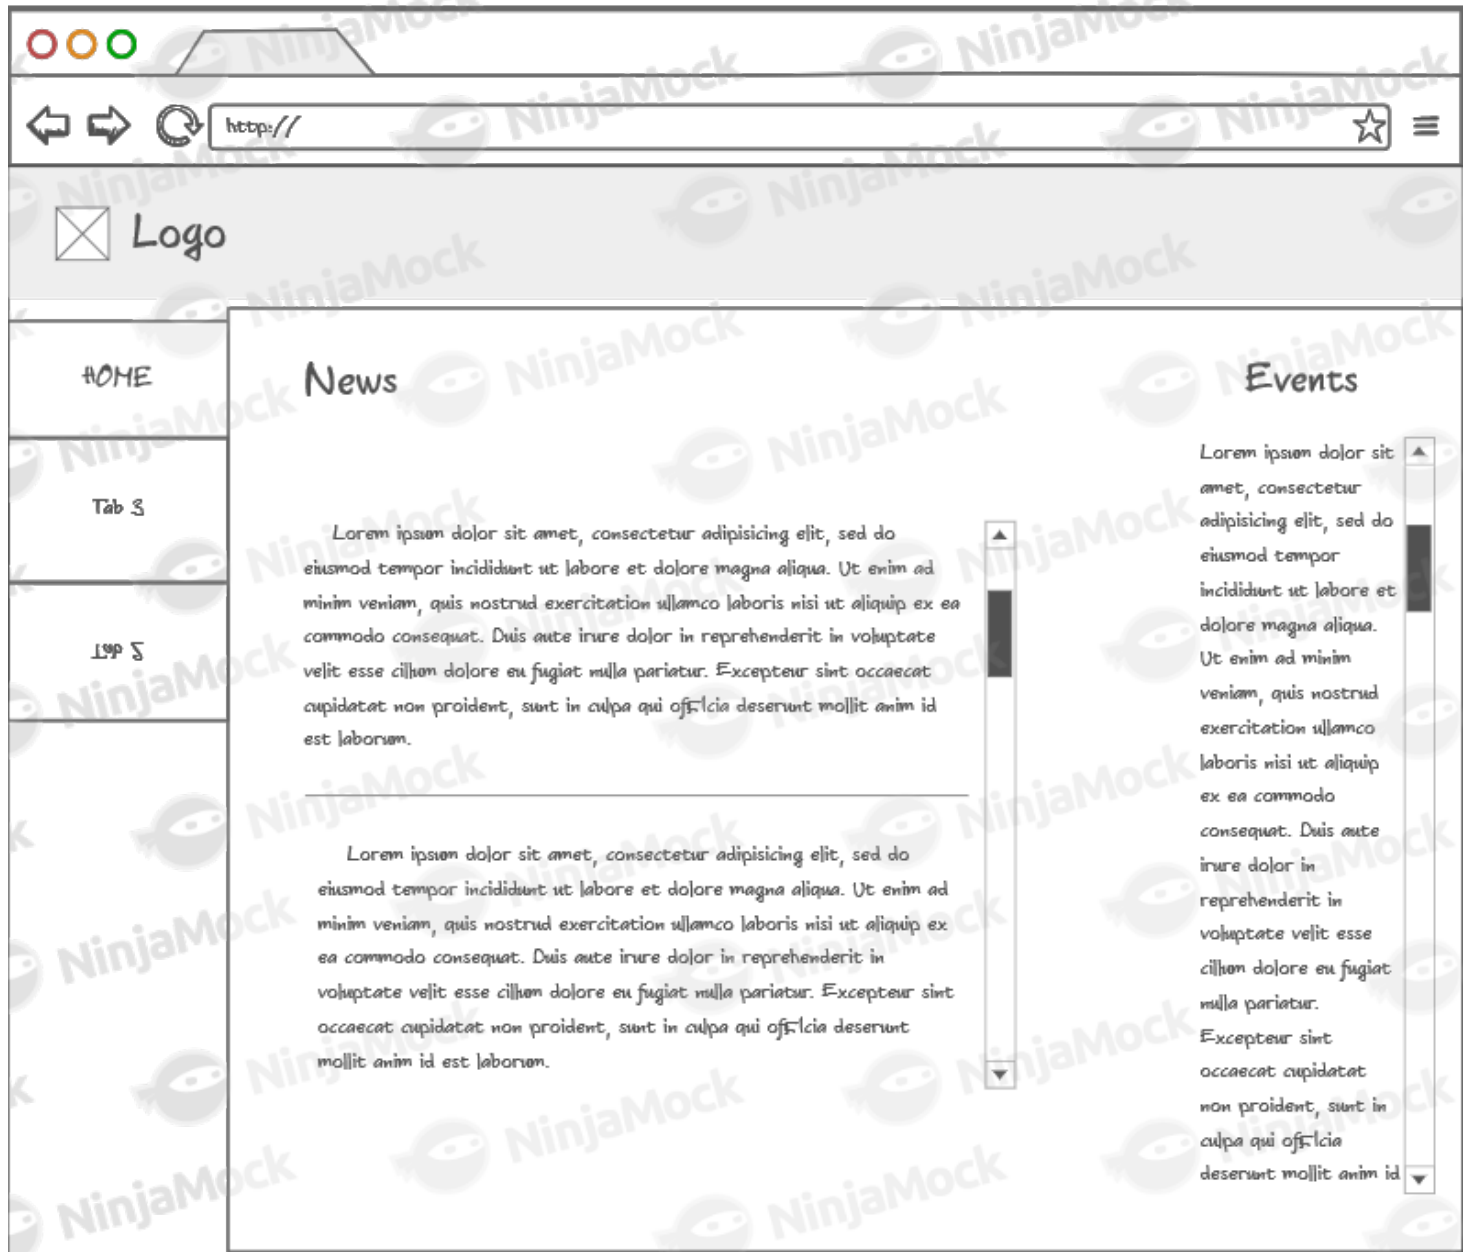 http://
Logo
HOME
Tab 3
Tab 2
News
Lorem ipsum dolor sit amet, consectetur adipisicing elit, sed do
eiusmod tempor incididunt ut labore et dolore magna aliqua. Ut enim ad
minim veniam, quis nostrud exercitation ullamco laboris nisi ut aliquip ex ea
commodo consequat. Duis aute irure dolor in reprehenderit in voluptate
velit esse cillum dolore eu fugiat nulla pariatur. Excepteur sint occaecat
cupidatat non proident, sunt in culpa qui officia deserunt mollit anim id
est laborum.
Lorem ipsum dolor sit amet, consectetur adipisicing elit, sed do
eiusmod tempor incididunt ut labore et dolore magna aliqua. Ut enim ad
minim veniam, quis nostrud exercitation ullamco laboris nisi ut aliquip ex
ea commodo consequat. Duis aute irure dolor in reprehenderit in
voluptate velit esse cillum dolore eu fugiat nulla pariatur. Excepteur sint
occaecat cupidatat non proident, sunt in culpa qui officia deserunt
mollit anim id est laborum.
Events
Lorem ipsum dolor sit
amet, consectetur
adipisicing elit, sed do
eiusmod tempor
incididunt ut labore et
dolore magna aliqua.
Ut enim ad minim
veniam, quis nostrud
exercitation ullamco
laboris nisi ut aliquip
ex ea commodo
consequat. Duis aute
irure dolor in
reprehenderit in
voluptate velit esse
cillum dolore eu fugiat
nulla pariatur.
Excepteur sint
occaecat cupidatat
non proident, sunt in
culpa qui officia
deserunt mollit anim id
NinjaMock